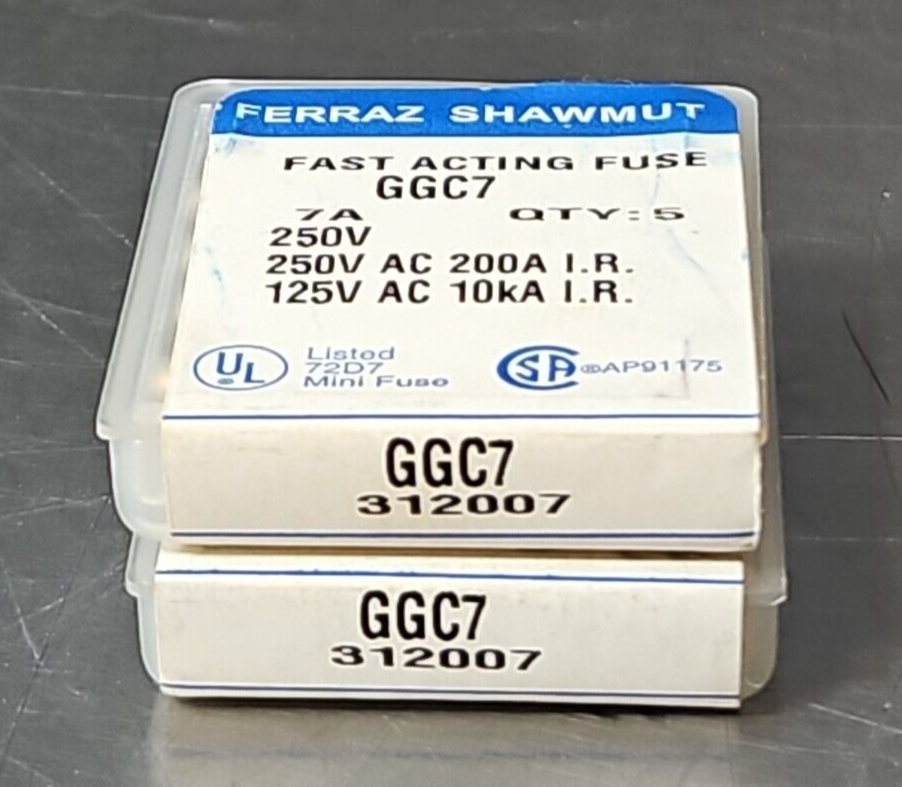 FERRAZ SHAWMUT
FAST ACTING FUSE
GGC7
7A QTY: 5
250V
250V AC 200A I.R.
125V AC 10kA I.R.
UL® Listed
72D7
Mini Fuse
SA ®AP91175
GGC7
312007
GGC7
312007